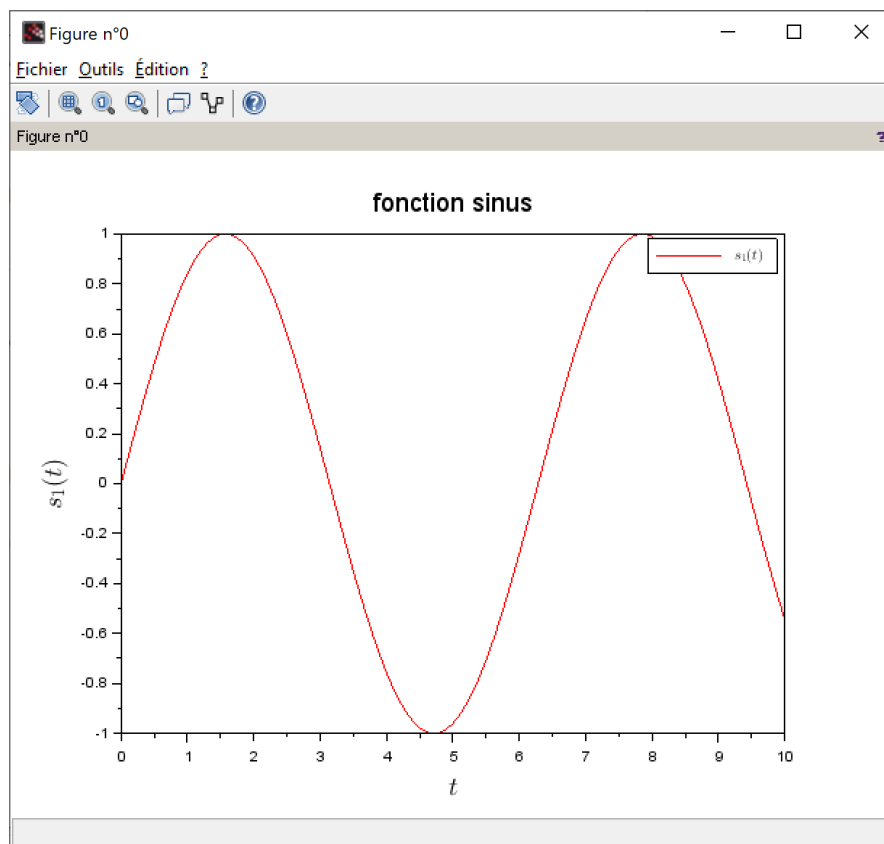 Figure n°0
Fichier Outils Édition ?
1
Figure n°0 ?
fonction sinus
1
0.8
0.6
0.4
0.2
0
-0.2
-0.4
-0.6
-0.8
-1
s₁(t)
s₁(t)
0 1 2 3 4 5 6 7 8 9 10
t